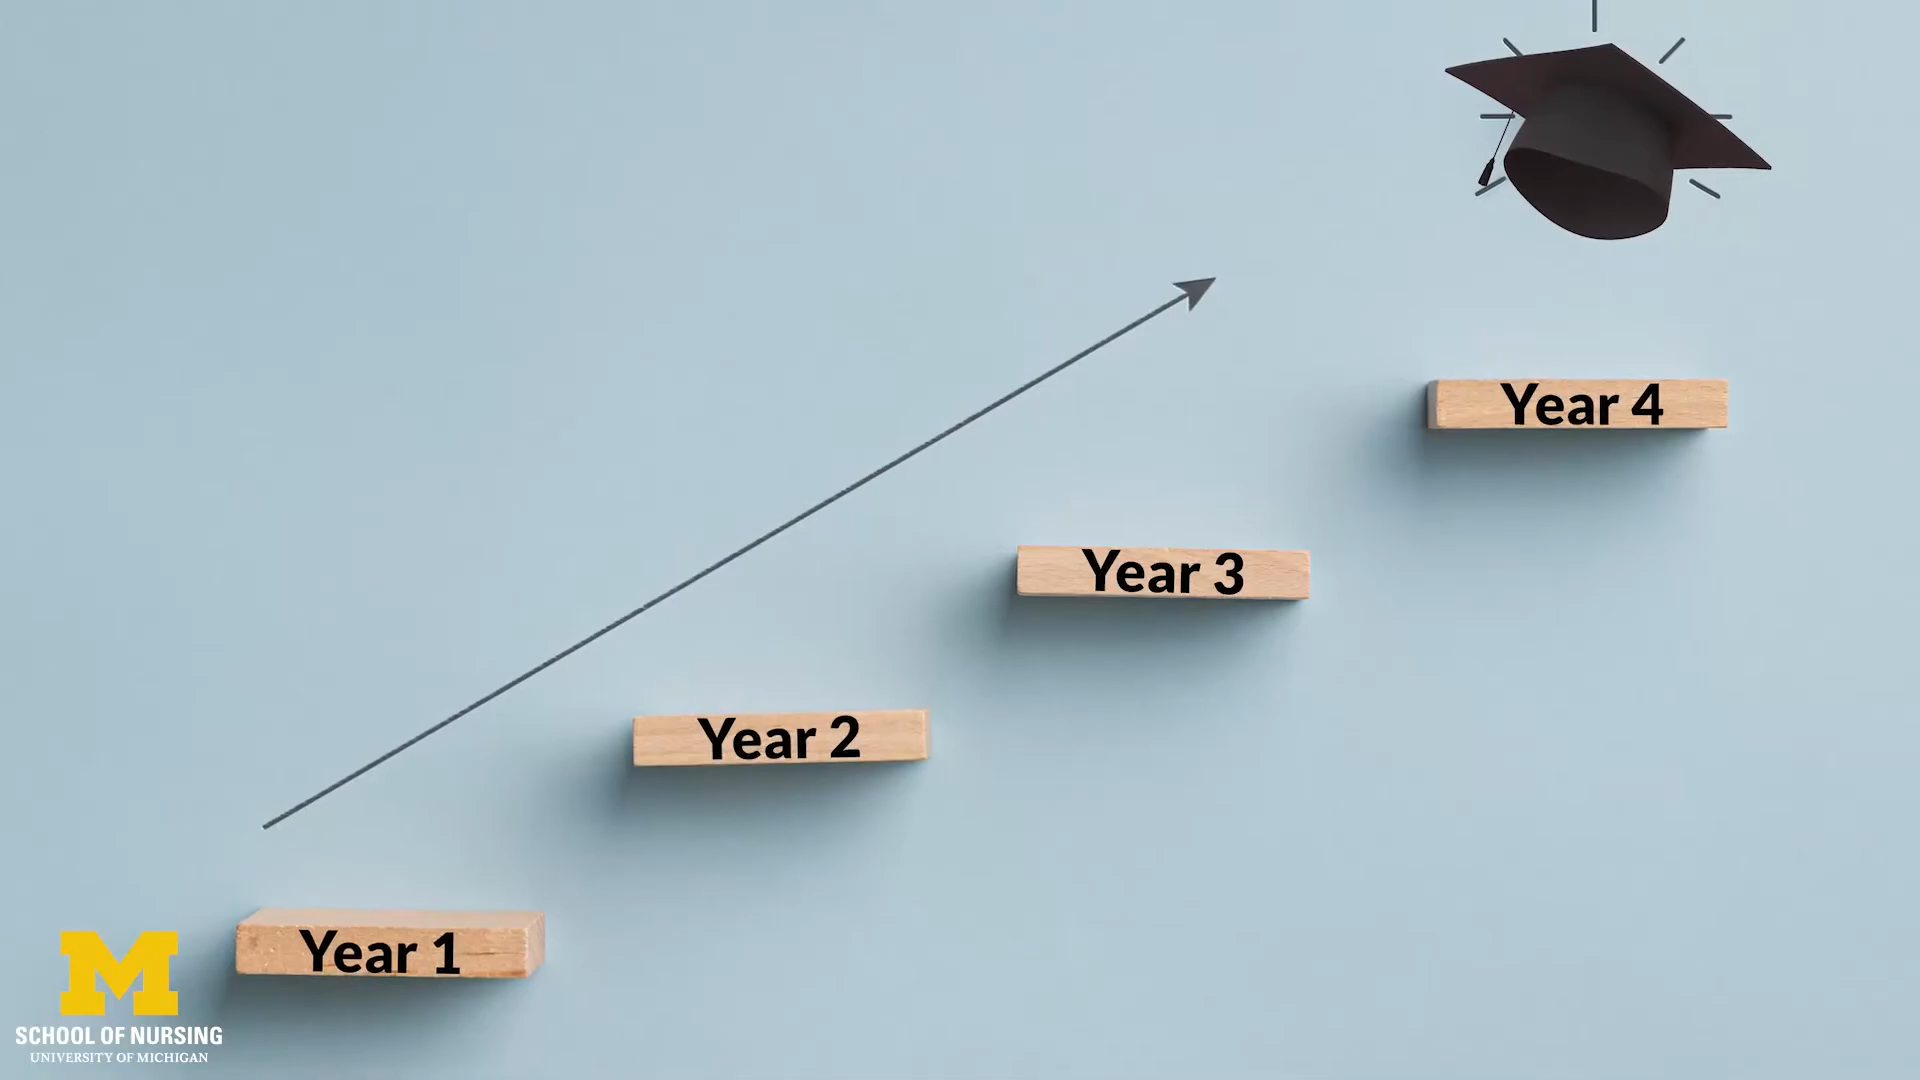 Year 4
Year 3
Year 2
Year 1
M
SCHOOL OF NURSING
UNIVERSITY OF MICHIGAN